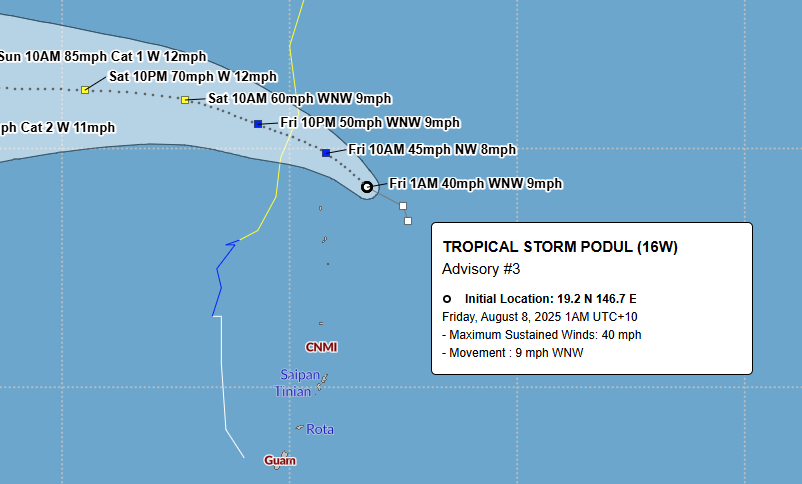 Sun 10AM 85mph Cat 1 W 12mph
Sat 10PM 70mph W 12mph
Sat 10AM 60mph WNW 9mph
ph Cat 2 W 11mph
Fri 10PM 50mph WNW 9mph
Fri 10AM 45mph NW 8mph
Fri 1AM 40mph WNW 9mph
TROPICAL STORM PODUL (16W)
Advisory #3
Initial Location: 19.2 N 146.7 E
Friday, August 8, 2025 1AM UTC+10
- Maximum Sustained Winds: 40 mph
- Movement : 9 mph WNW
CNMI
Saipan
Tinian
Rota
Guam